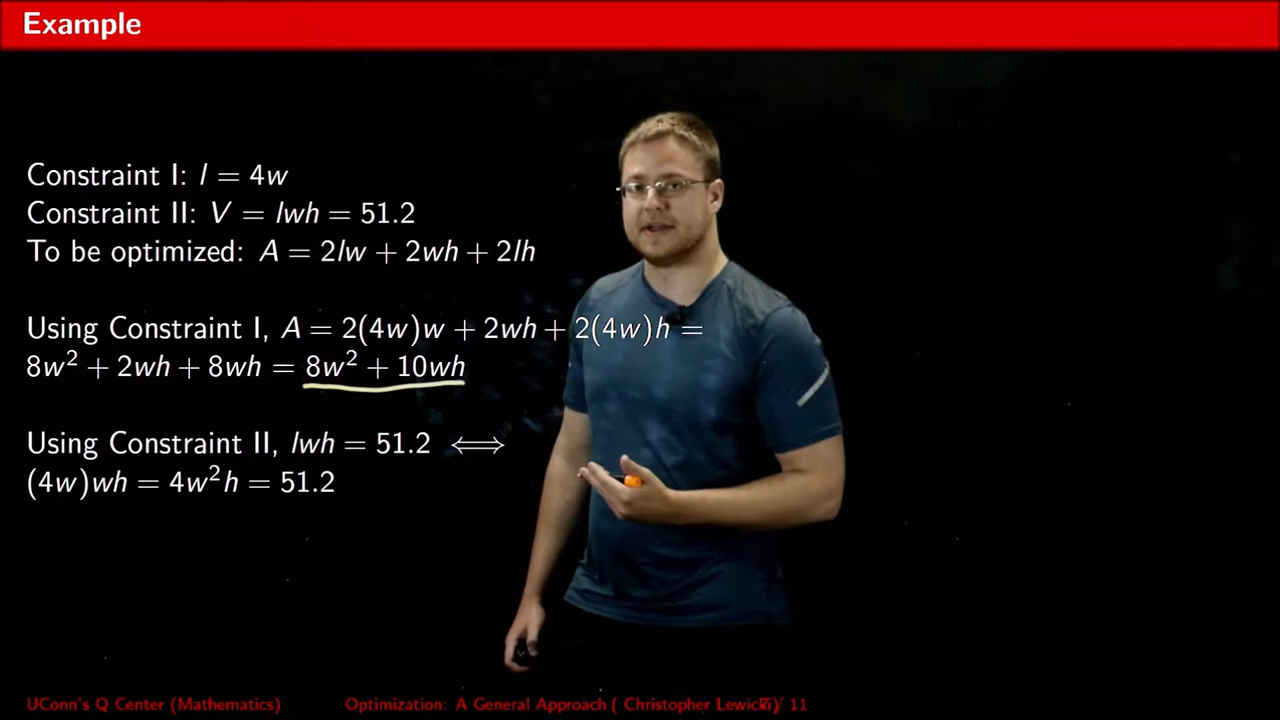 Example
Constraint I: l = 4w
Constraint II: V = lwh = 51.2
To be optimized: A = 2lw + 2wh + 2lh
Using Constraint I, A = 2(4w)w + 2wh + 2(4w)h =
8w² + 2wh + 8wh = 8w² + 10wh
Using Constraint II, lwh = 51.2 ⟺
(4w)wh = 4w²h = 51.2
UConn's Q Center (Mathematics) Optimization: A General Approach ( Christopher / 11